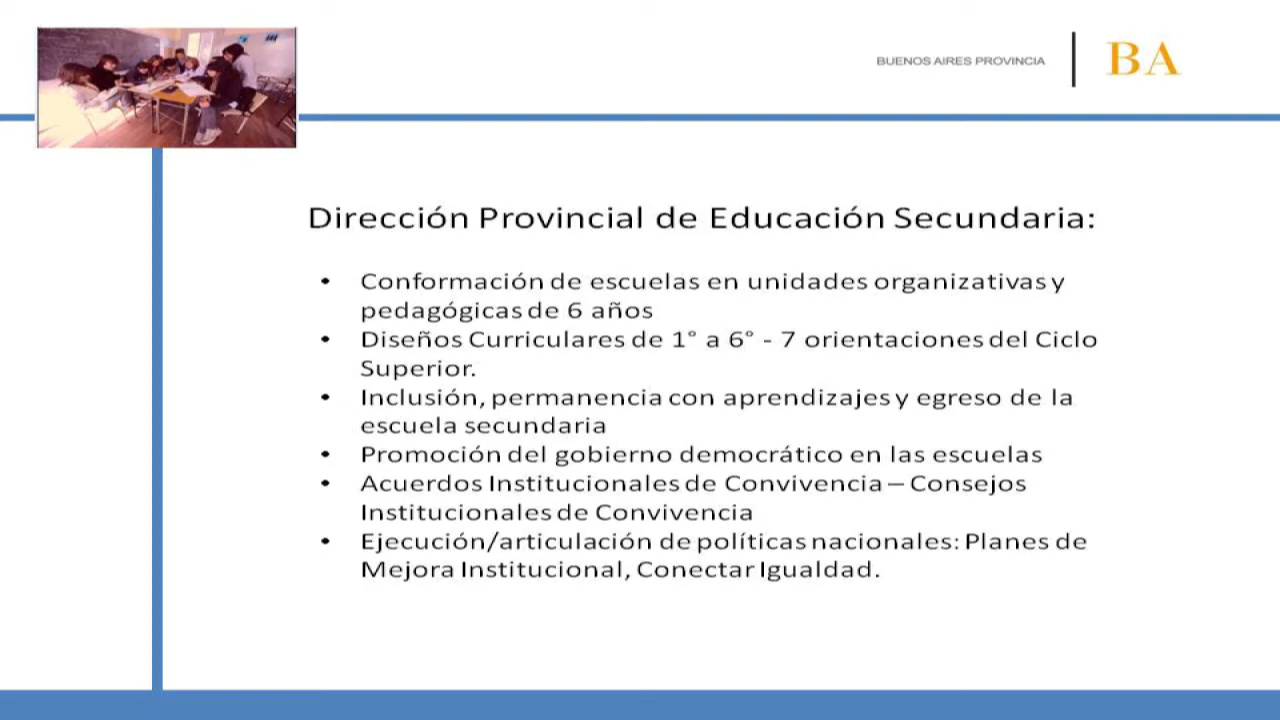 BUENOS AIRES PROVINCIA
BA
Dirección Provincial de Educación Secundaria:
• Conformación de escuelas en unidades organizativas y
pedagógicas de 6 años
• Diseños Curriculares de 1° a 6° - 7 orientaciones del Ciclo
Superior.
• Inclusión, permanencia con aprendizajes y egreso de la
escuela secundaria
• Promoción del gobierno democrático en las escuelas
• Acuerdos Institucionales de Convivencia – Consejos
Institucionales de Convivencia
• Ejecución/articulación de políticas nacionales: Planes de
Mejora Institucional, Conectar Igualdad.